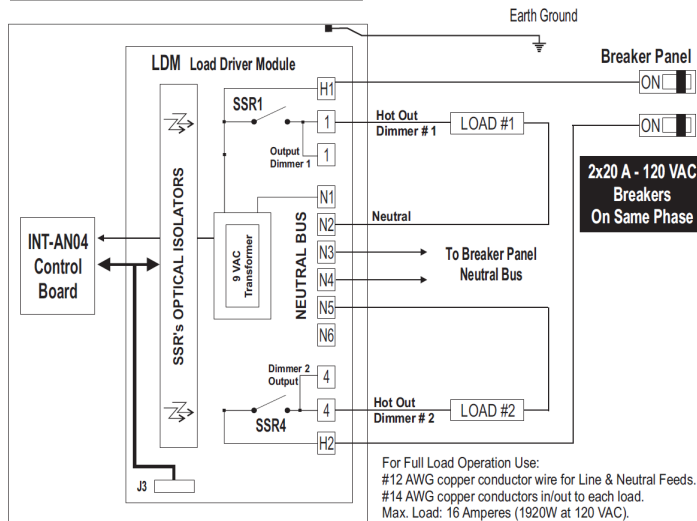 Earth Ground
Breaker Panel
LDM Load Driver Module
H1
ON
SSR1
Hot Out
Dimmer # 1
1
LOAD #1
ON
Output
Dimmer 1
1
2x20 A - 120 VAC
Breakers
On Same Phase
SSR's OPTICAL ISOLATORS
N1
N2
Neutral
INT-AN04
Control
Board
9 VAC
Transformer
NEUTRAL BUS
N3
N4
To Breaker Panel
Neutral Bus
N5
N6
Dimmer 2
Output
4
SSR4
4
Hot Out
Dimmer # 2
LOAD #2
H2
J3
For Full Load Operation Use:
#12 AWG copper conductor wire for Line & Neutral Feeds.
#14 AWG copper conductors in/out to each load.
Max. Load: 16 Amperes (1920W at 120 VAC).